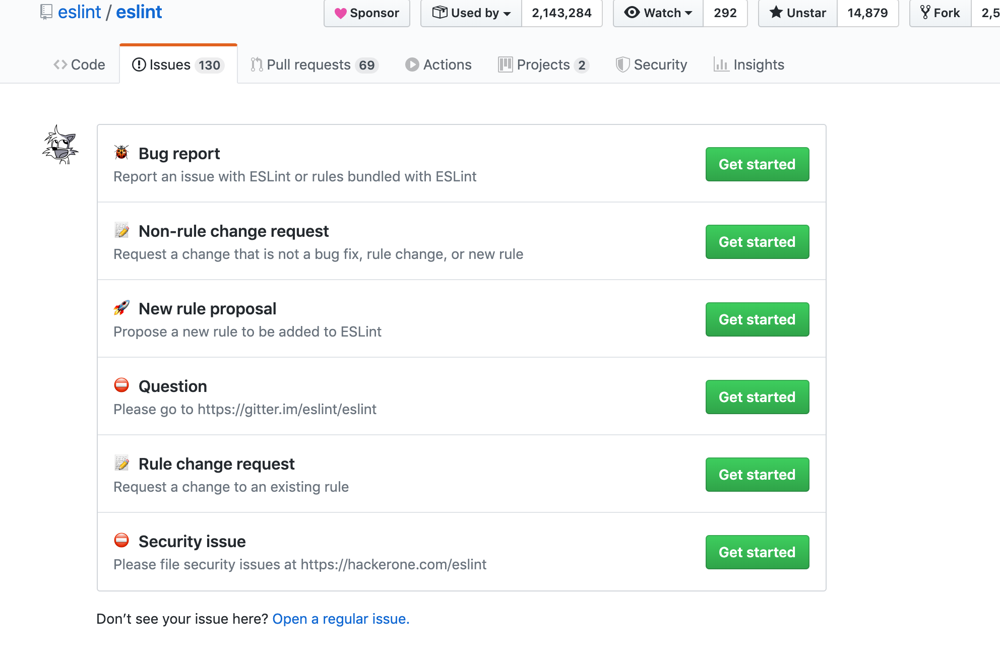 eslint / eslint
Sponsor Used by 2,143,284 Watch 292 Unstar 14,879 Fork
Code Issues 130 Pull requests 69 Actions Projects 2 Security Insights
Bug report
Report an issue with ESLint or rules bundled with ESLint
Get started
Non-rule change request
Request a change that is not a bug fix, rule change, or new rule
Get started
New rule proposal
Propose a new rule to be added to ESLint
Get started
Question
Please go to https://gitter.im/eslint/eslint
Get started
Rule change request
Request a change to an existing rule
Get started
Security issue
Please file security issues at https://hackerone.com/eslint
Get started
Don’t see your issue here? Open a regular issue.